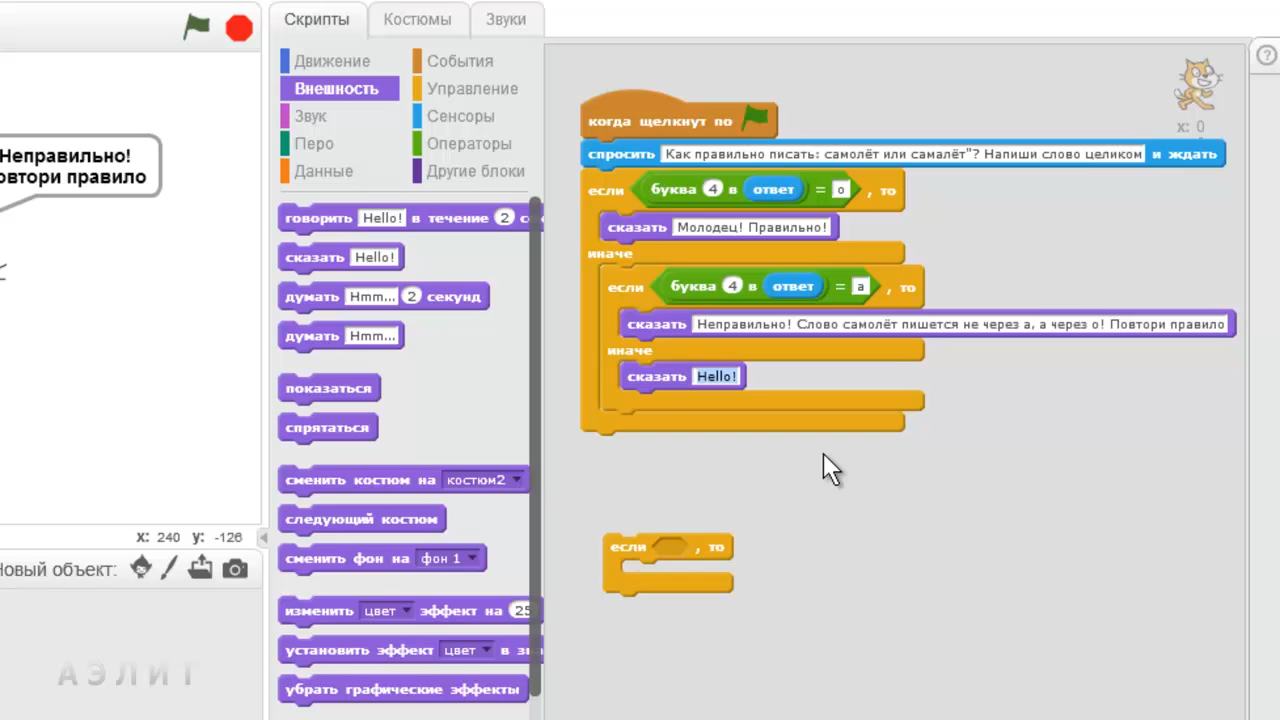 Скрипты Костюмы Звуки
Неправильно!
овтори правило
Движение События
Внешность Управление
Звук Сенсоры
Перо Операторы
Данные Другие блоки
говорить Hello! в течение 2 с
сказать Hello!
думать Hmm... 2 секунд
думать Hmm...
показаться
спрятаться
сменить костюм на костюм2
следующий костюм
сменить фон на фон 1
изменить цвет эффект на 25
установить эффект цвет в зн
убрать графические эффекты
x: 0
когда щелкнут по
спросить Как правильно писать: самолёт или самалёт"? Напиши слово целиком и ждать
если буква 4 в ответ = о , то
сказать Молодец! Правильно!
иначе
если буква 4 в ответ = а , то
сказать Неправильно! Слово самолёт пишется не через а, а через о! Повтори правило
иначе
сказать Hello!
если , то
x: 240 y: -126
Новый объект:
АЭЛИТ
?